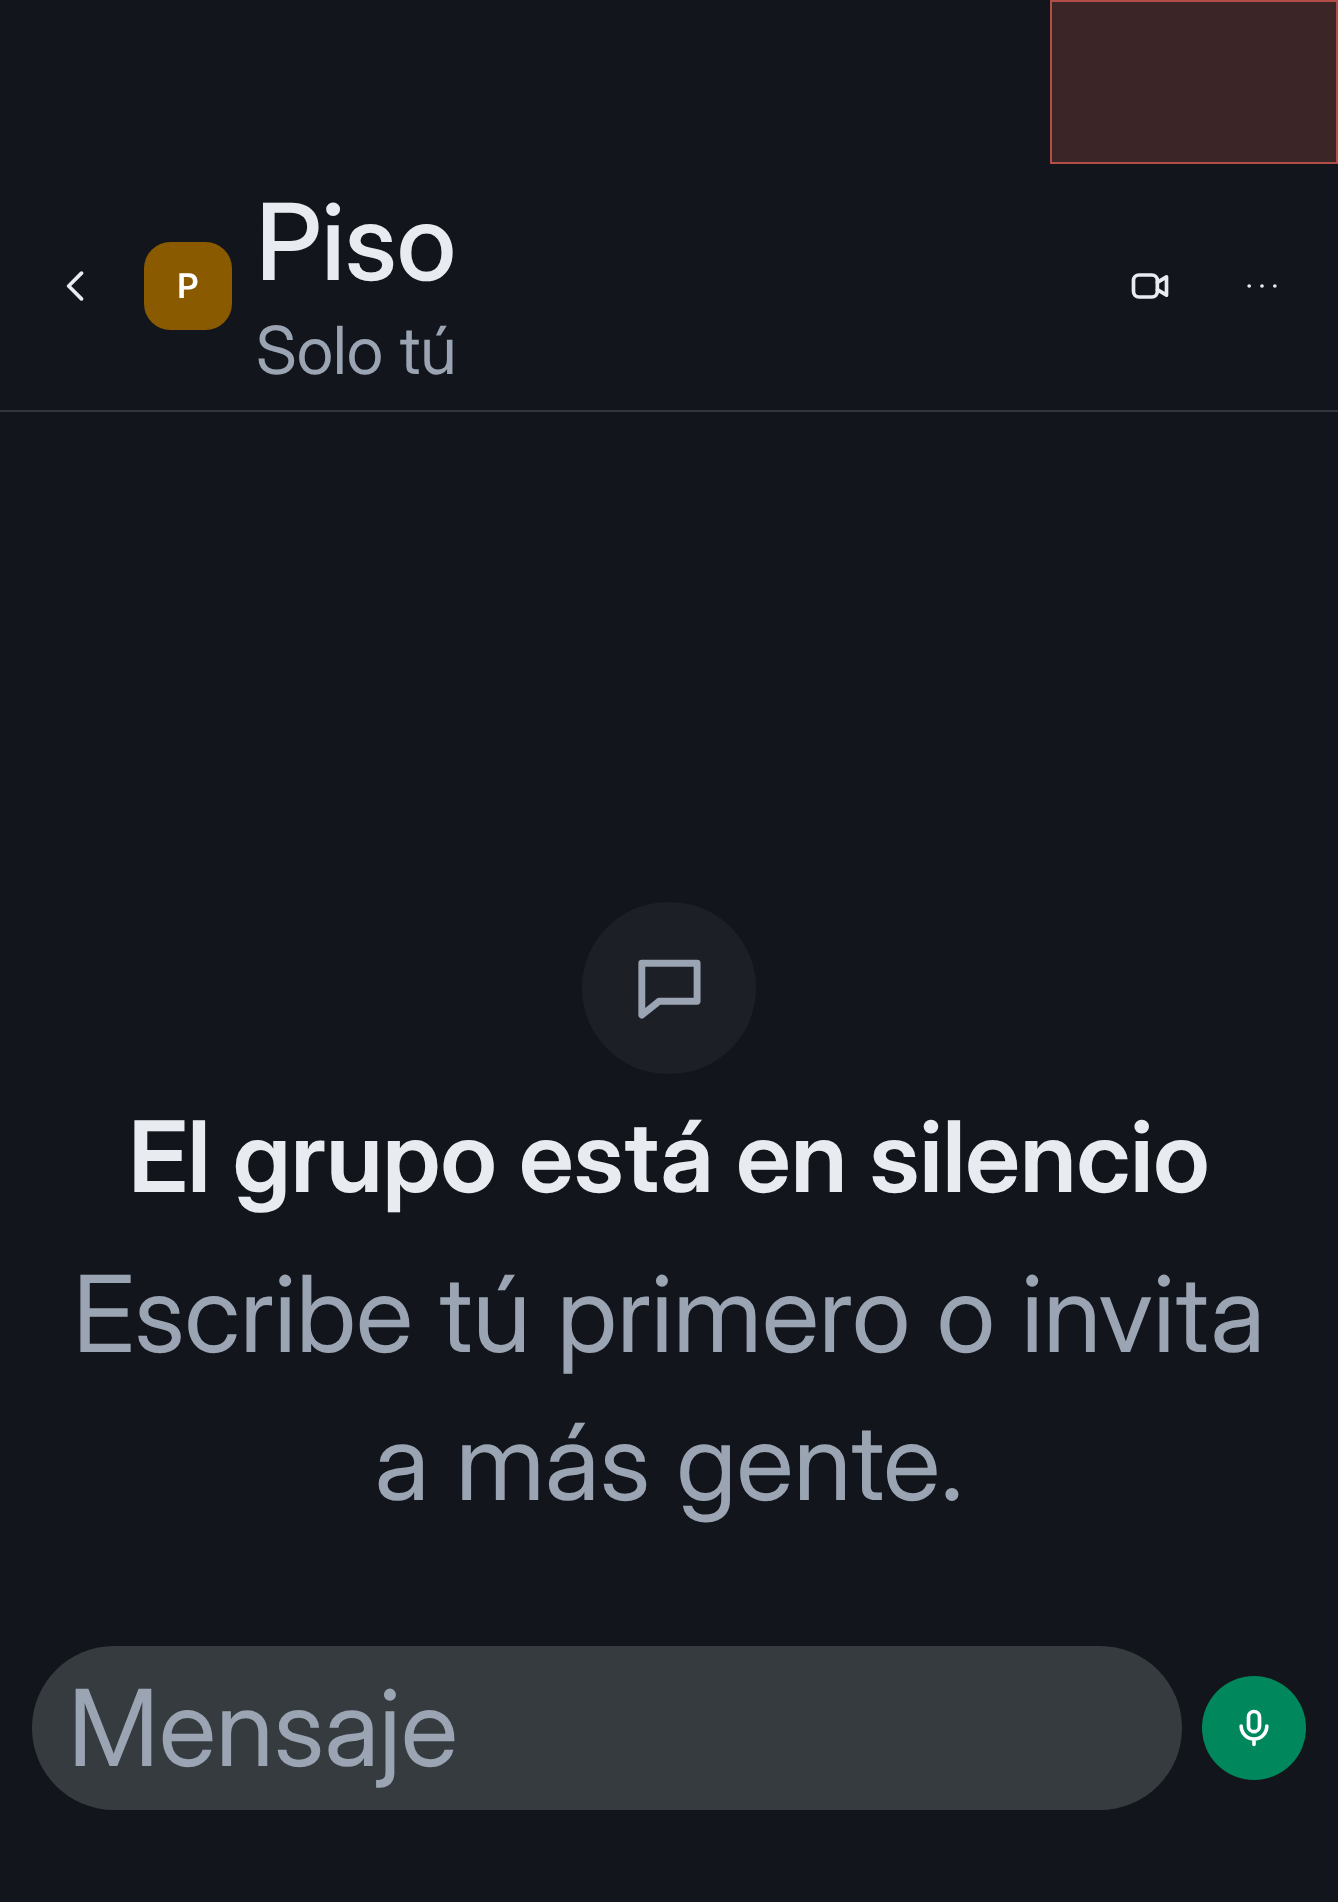 P
Piso
Solo tú
El grupo está en silencio
Escribe tú primero o invita
a más gente.
Mensaje